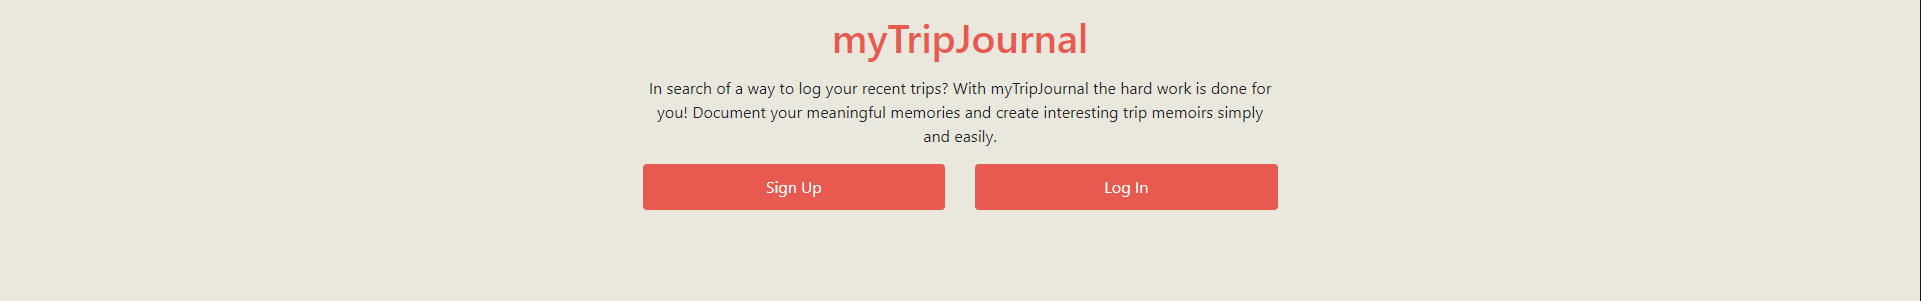 myTripJournal
In search of a way to log your recent trips? With myTripJournal the hard work is done for
you! Document your meaningful memories and create interesting trip memoirs simply
and easily.
Sign Up
Log In